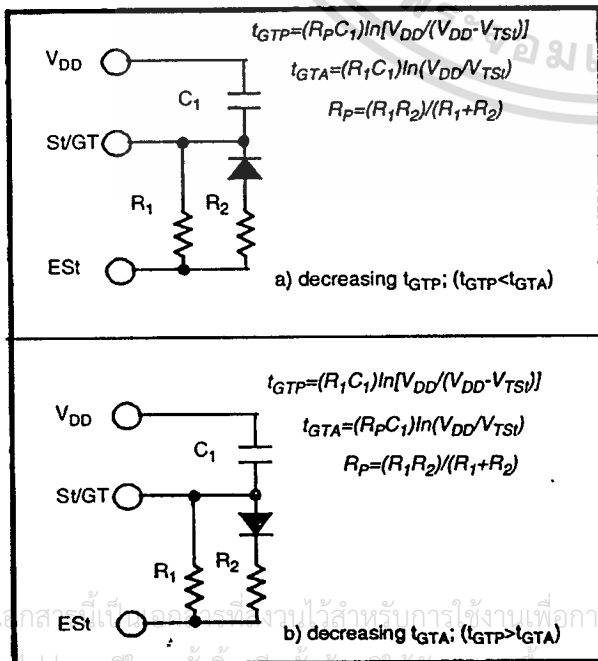 t_GTP=(R_PC_1)ln[V_DD/(V_DD-V_TSt)]
V_DD
t_GTA=(R_1C_1)ln(V_DD/V_TSt)
C_1
R_P=(R_1R_2)/(R_1+R_2)
St/GT
R_1
R_2
ESt
a) decreasing t_GTP; (t_GTP<t_GTA)
t_GTP=(R_1C_1)ln[V_DD/(V_DD-V_TSt)]
V_DD
t_GTA=(R_PC_1)ln(V_DD/V_TSt)
C_1
R_P=(R_1R_2)/(R_1+R_2)
St/GT
R_1
R_2
ESt
b) decreasing t_GTA; (t_GTP>t_GTA)